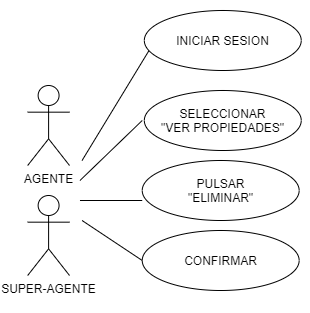 INICIAR SESION
SELECCIONAR
"VER PROPIEDADES"
AGENTE
PULSAR
"ELIMINAR"
CONFIRMAR
SUPER-AGENTE